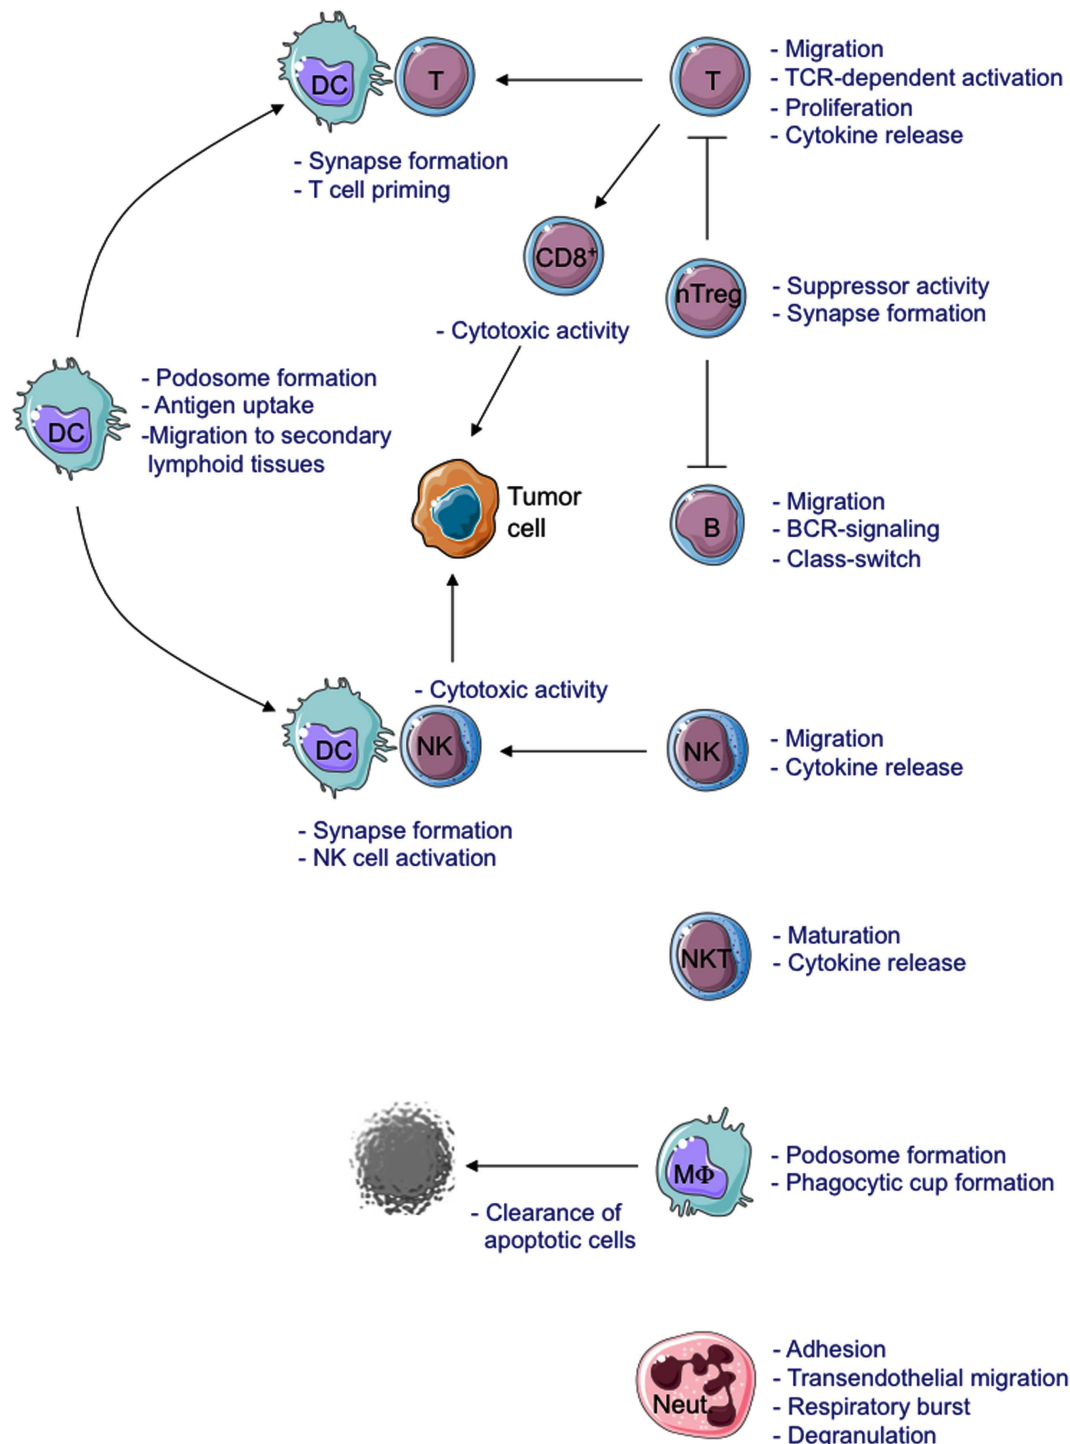 DC
T
T
- Migration
- TCR-dependent activation
- Proliferation
- Cytokine release
- Synapse formation
- T cell priming
CD8+
- Cytotoxic activity
nTreg
- Suppressor activity
- Synapse formation
DC
- Podosome formation
- Antigen uptake
-Migration to secondary
lymphoid tissues
Tumor
cell
B
- Migration
- BCR-signaling
- Class-switch
- Cytotoxic activity
DC
NK
NK
- Migration
- Cytokine release
- Synapse formation
- NK cell activation
NKT
- Maturation
- Cytokine release
MΦ
- Podosome formation
- Phagocytic cup formation
- Clearance of
apoptotic cells
Neut.
- Adhesion
- Transendothelial migration
- Respiratory burst
- Degranulation